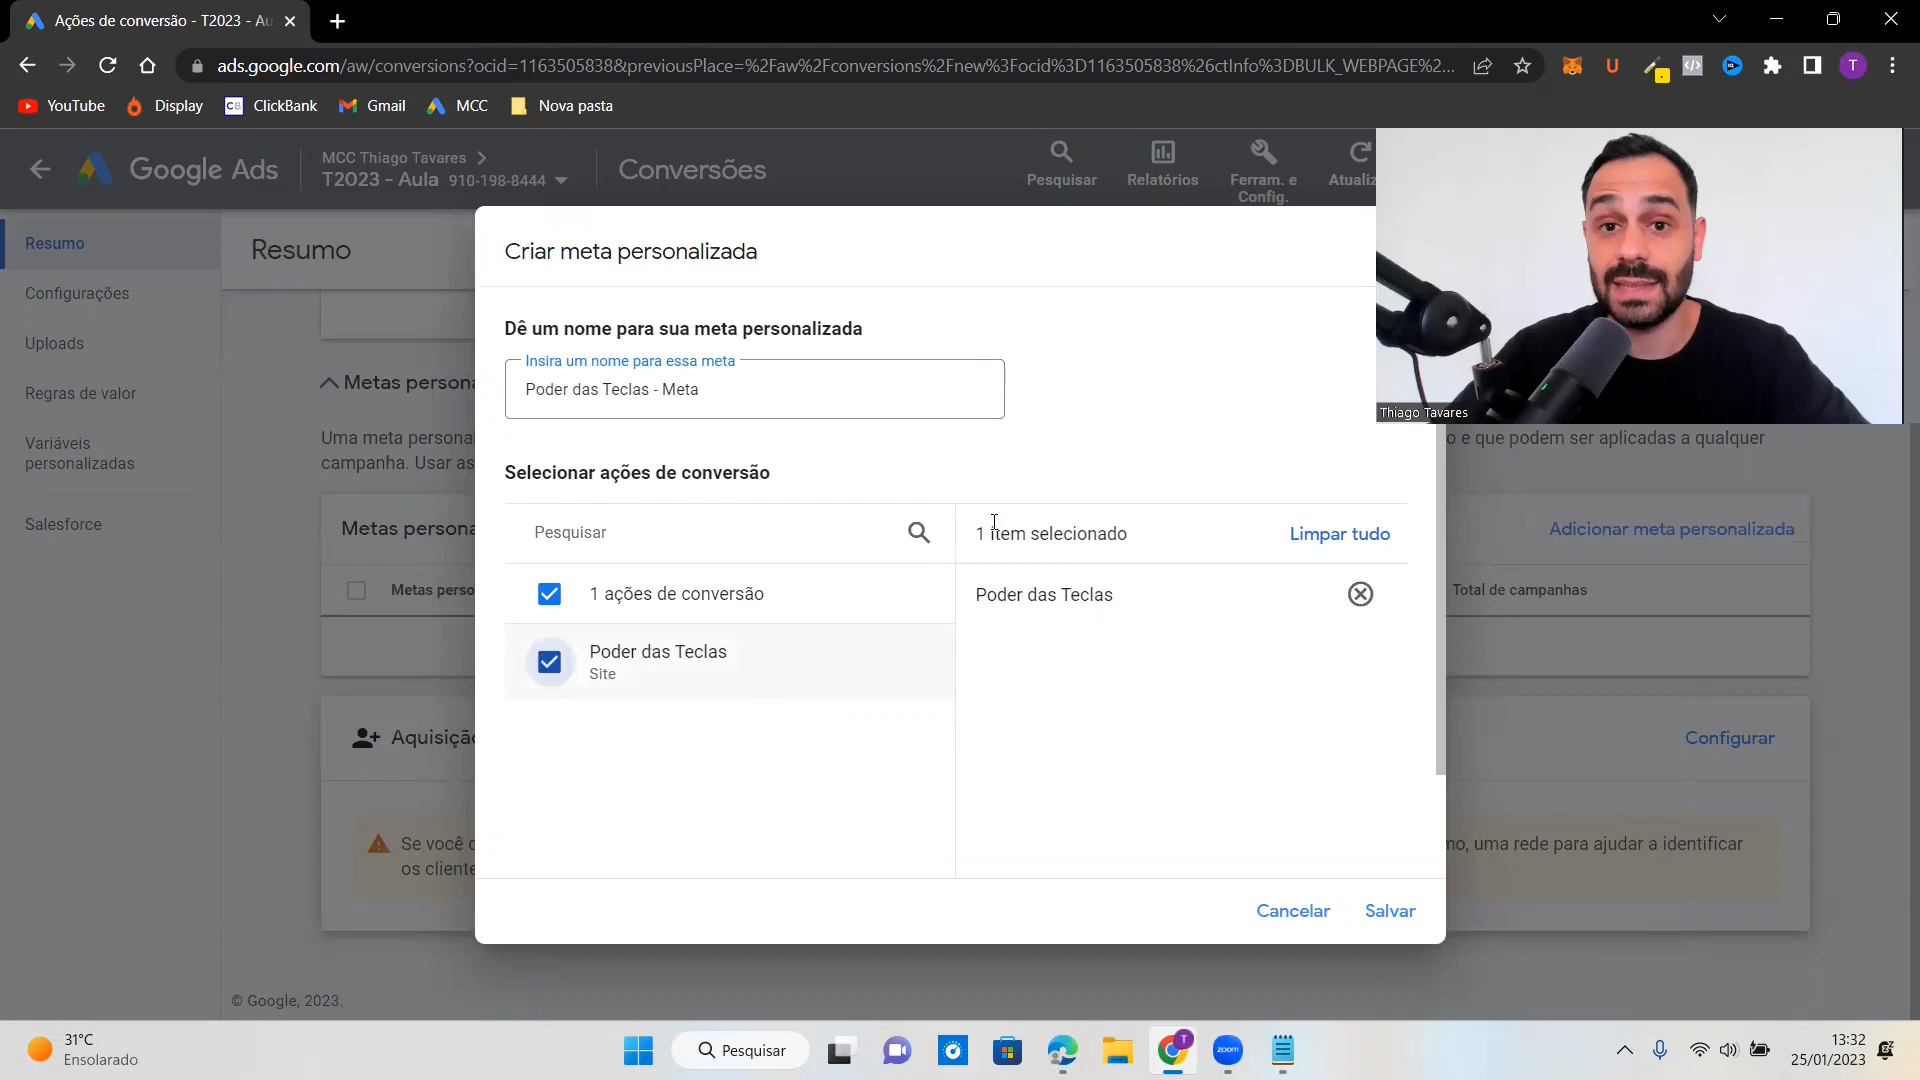 Ações de conversão - T2023 - Au
ads.google.com/aw/conversions?ocid=1163505838&previousPlace=%2Faw%2Fconversions%2Fnew%3Focid%3D1163505838%26ctInfo%3DBULK_WEBPAGE%2...
YouTube
Display
ClickBank
Gmail
MCC
Nova pasta
Google Ads
MCC Thiago Tavares
T2023 - Aula 910-198-8444
Conversões
Pesquisar
Relatórios
Ferram. e
Config.
Atualiz
Resumo
Configurações
Uploads
Regras de valor
Variáveis
personalizadas
Salesforce
Resumo
Metas persona
Uma meta persona
campanha. Usar as
o e que podem ser aplicadas a qualquer
Metas persona
Adicionar meta personalizada
Metas perso
Total de campanhas
Aquisiçã
Configurar
Se você c
os cliente
no, uma rede para ajudar a identificar
© Google, 2023.
Criar meta personalizada
Dê um nome para sua meta personalizada
Insira um nome para essa meta
Poder das Teclas - Meta
Selecionar ações de conversão
Pesquisar
1 item selecionado
Limpar tudo
1 ações de conversão
Poder das Teclas
Poder das Teclas
Site
Cancelar
Salvar
Thiago Tavares
31°C
Ensolarado
Pesquisar
zoom
13:32
25/01/2023